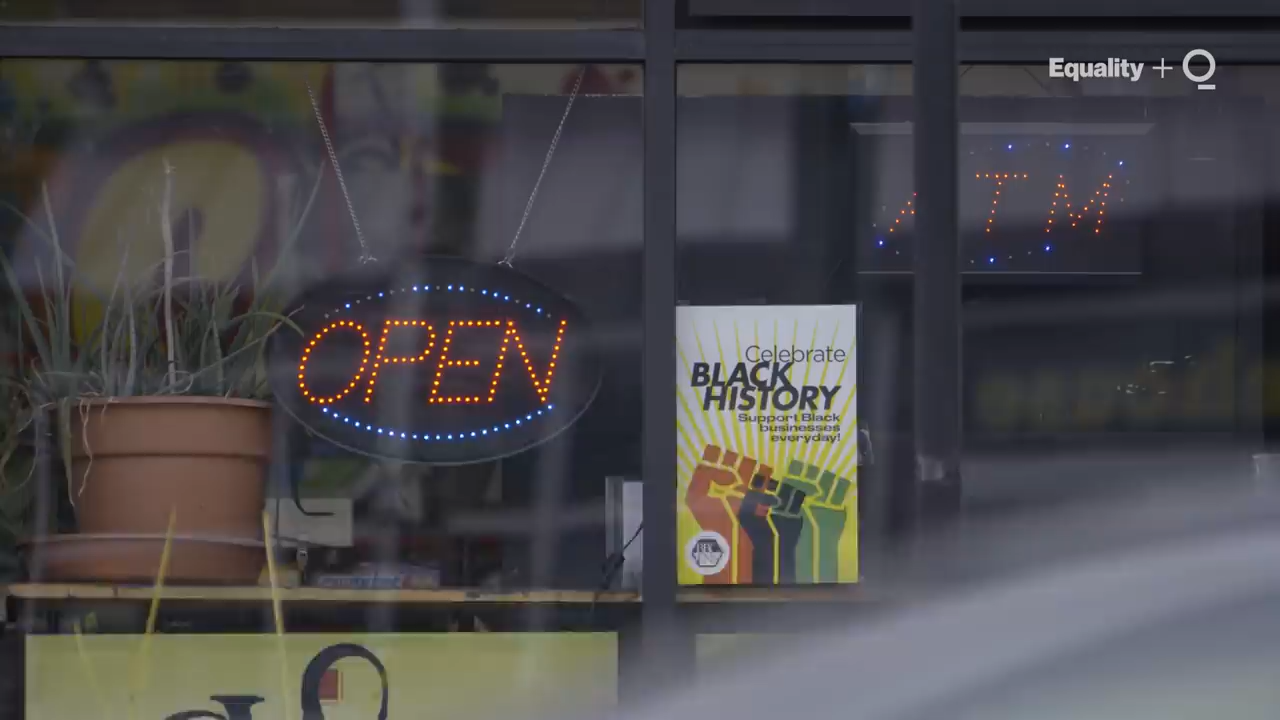 Equality + Q
ATM
OPEN
Celebrate
BLACK
HISTORY
Support Black
businesses
everyday!